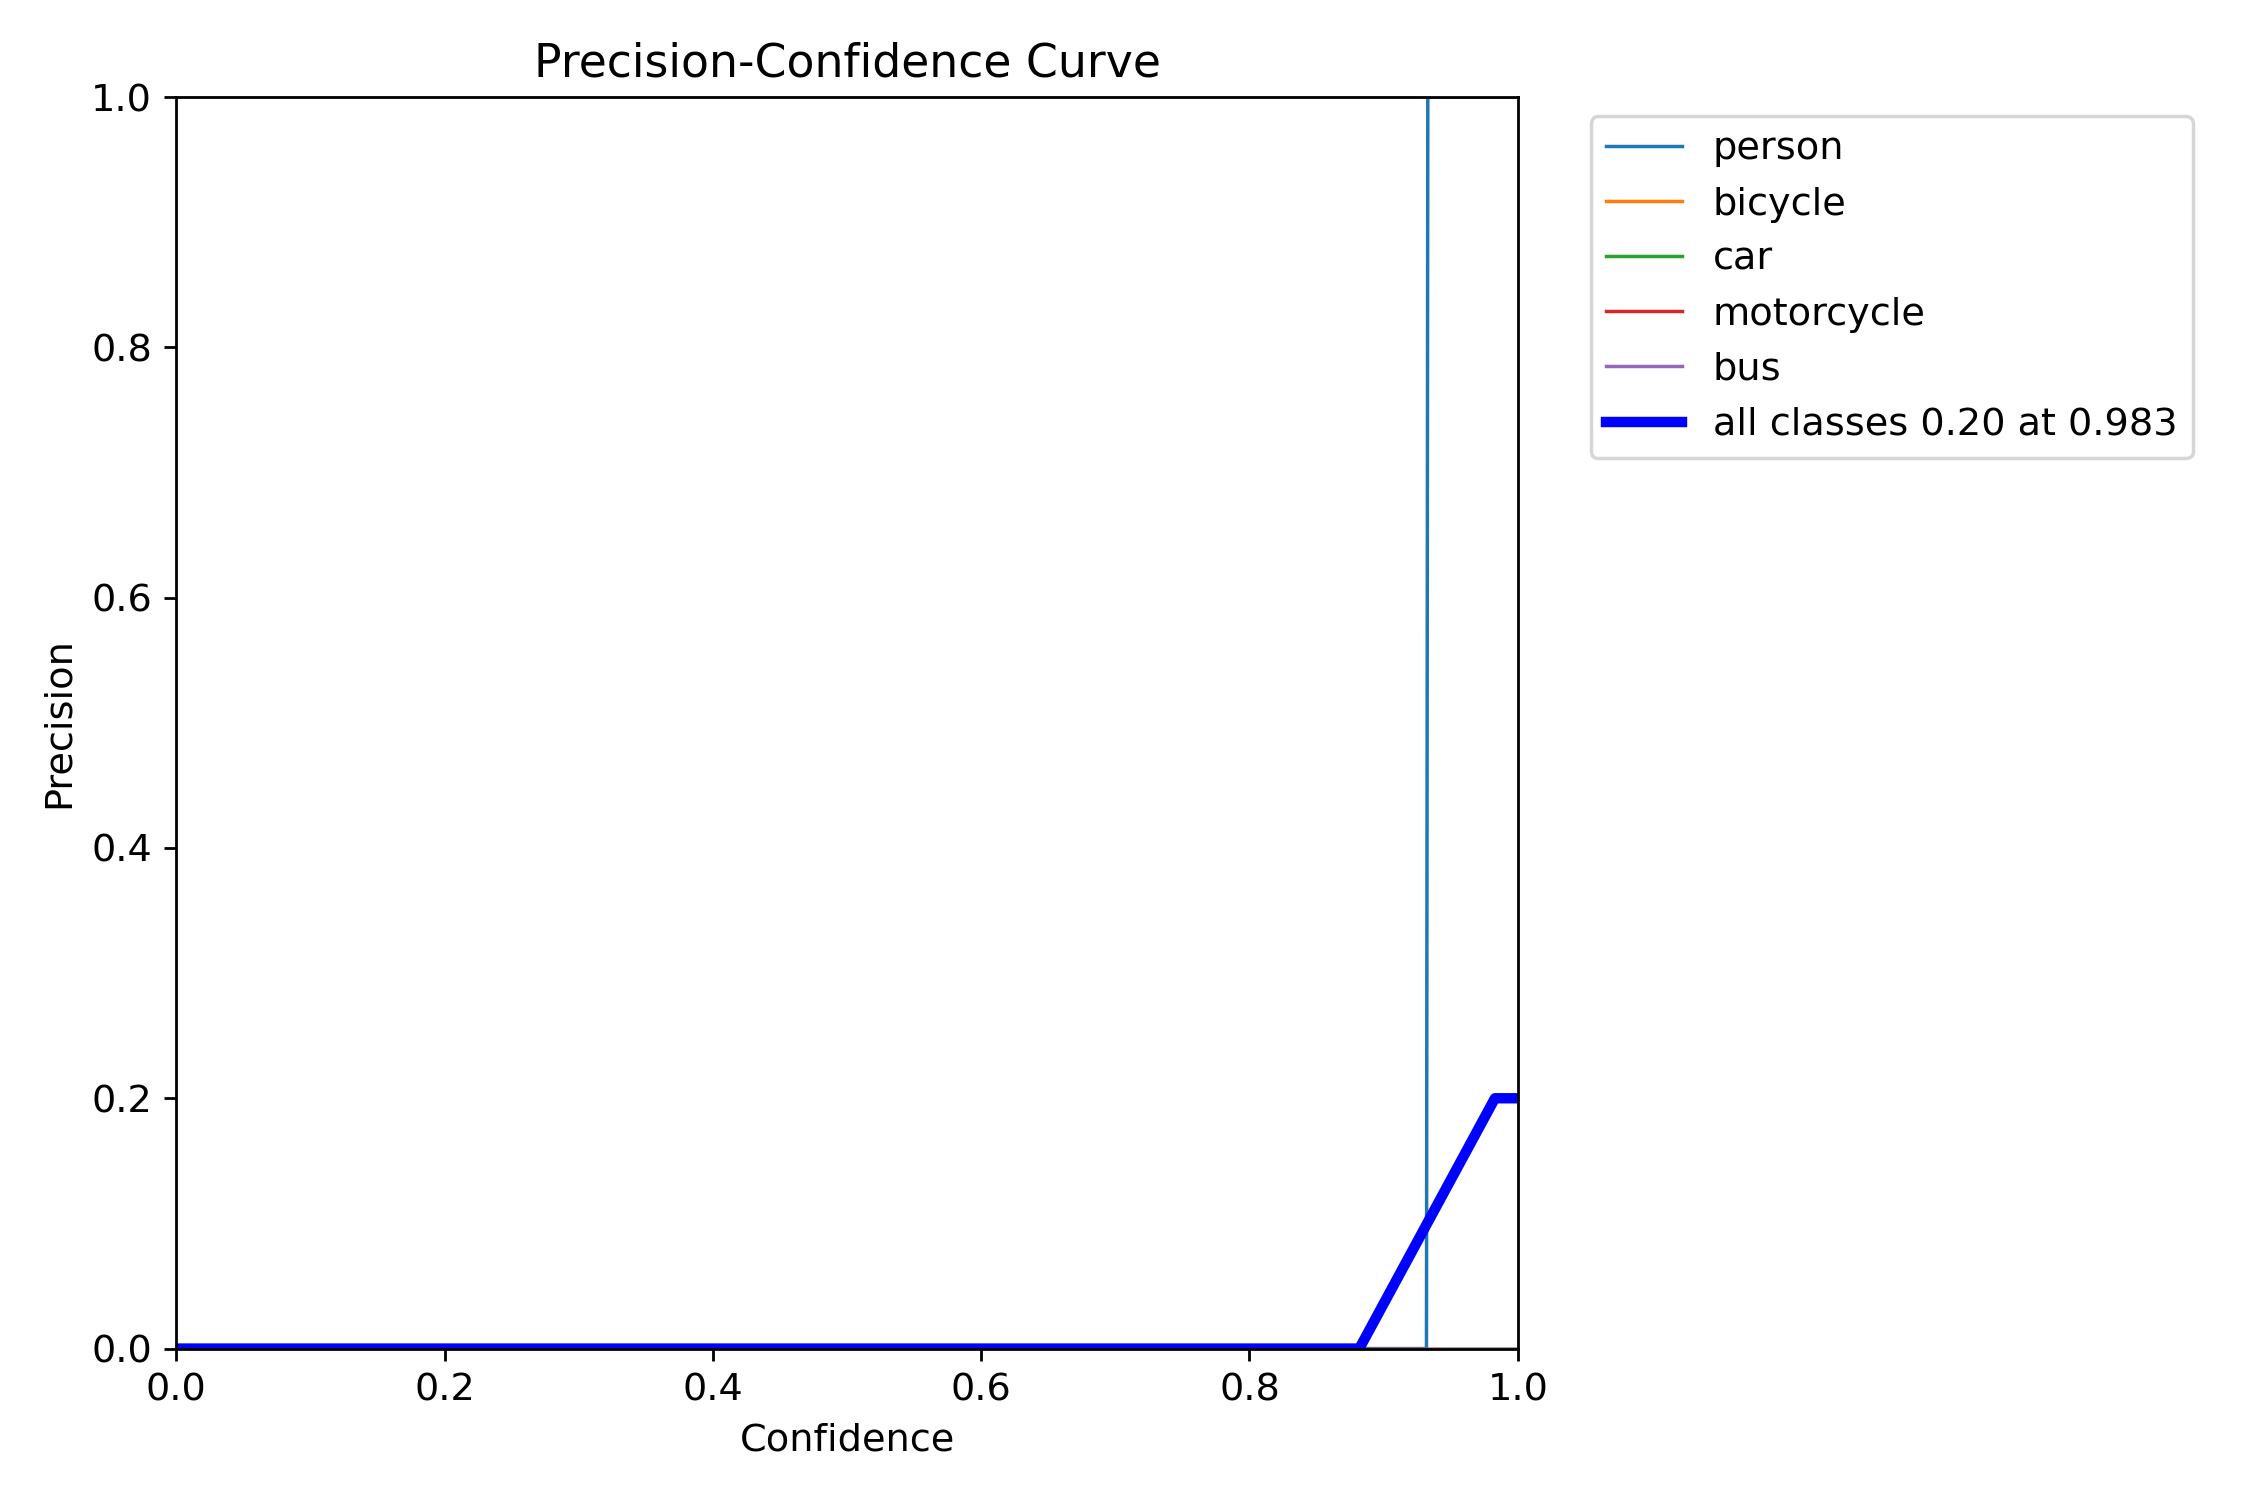 Precision-Confidence Curve
1.0
0.8
0.6
0.4
0.2
0.0
Precision
0.0 0.2 0.4 0.6 0.8 1.0
Confidence
person
bicycle
car
motorcycle
bus
all classes 0.20 at 0.983